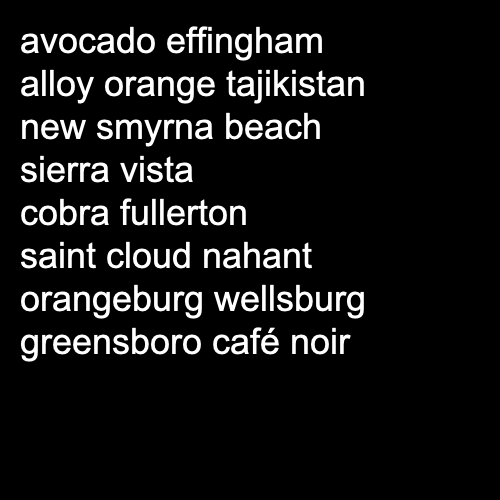 avocado effingham
alloy orange tajikistan
new smyrna beach
sierra vista
cobra fullerton
saint cloud nahant
orangeburg wellsburg
greensboro café noir